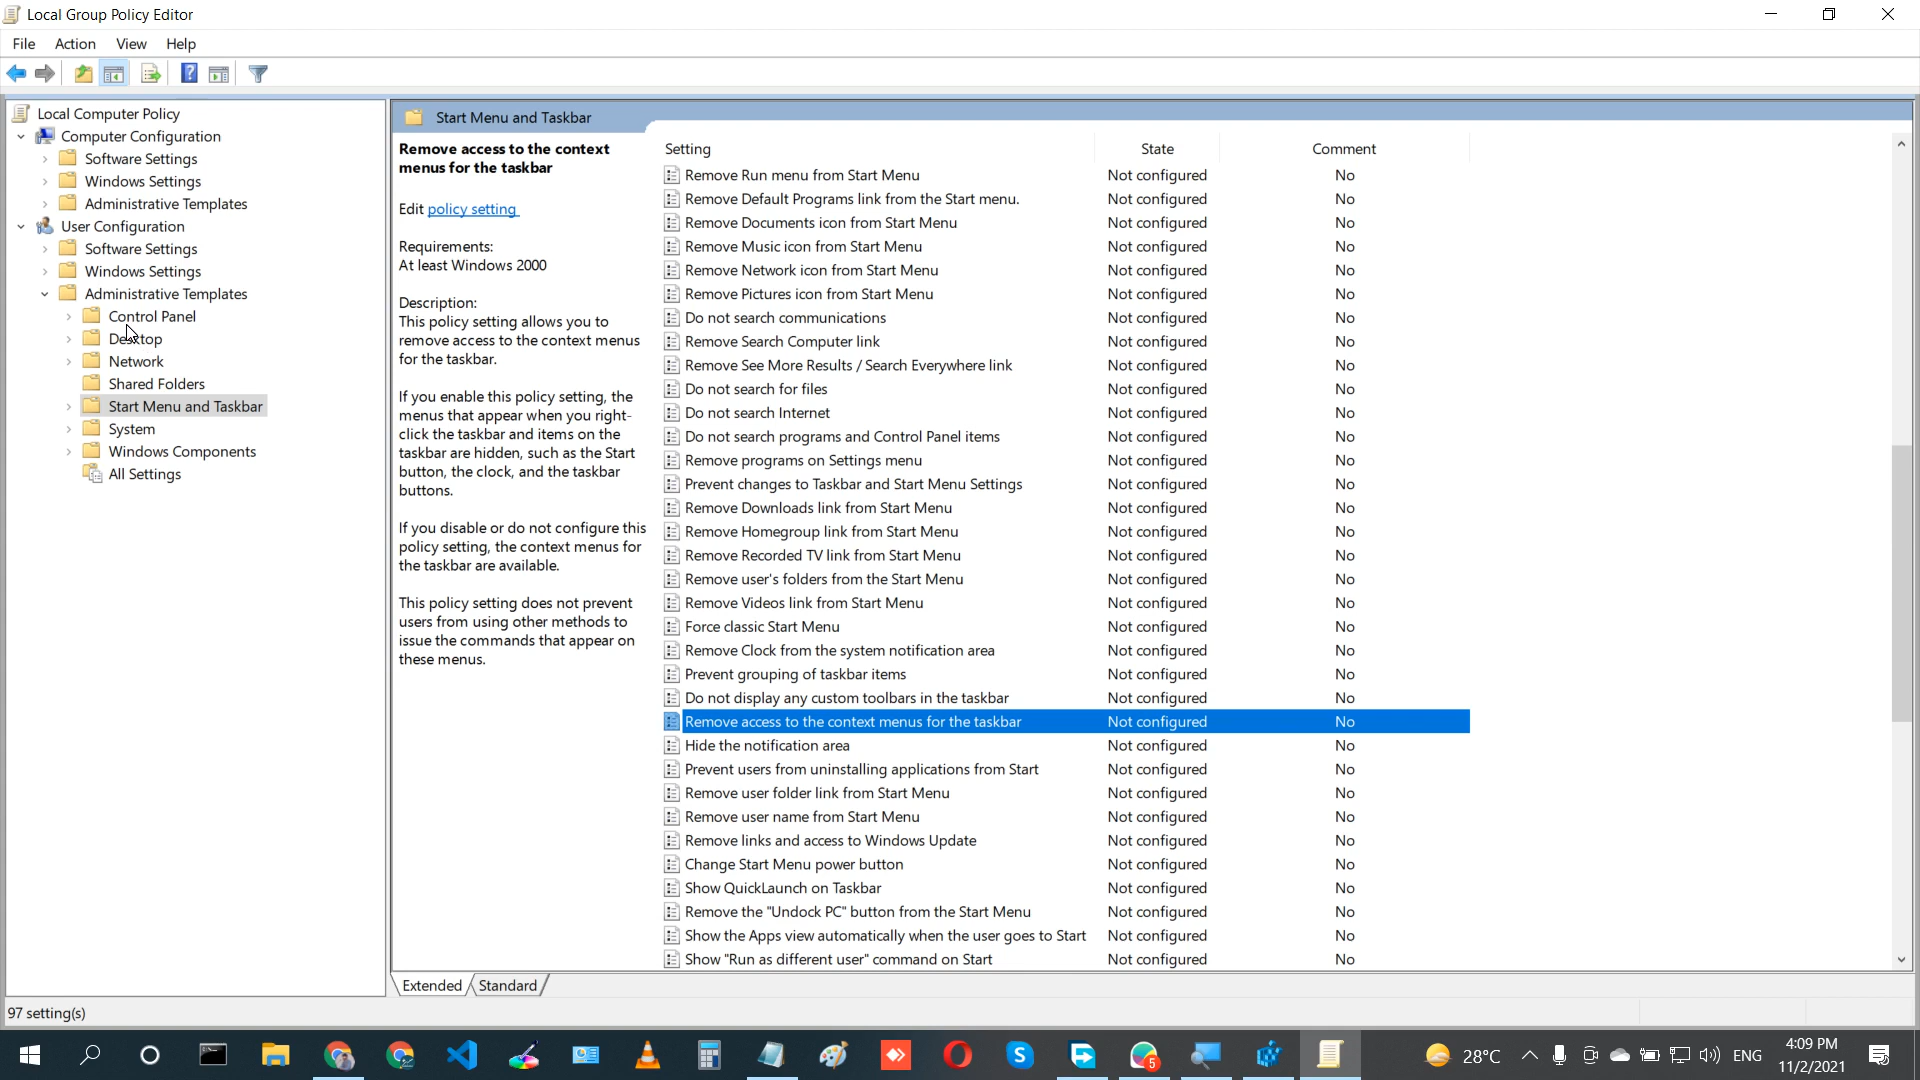 Local Group Policy Editor
File Action View Help
Local Computer Policy
Computer Configuration
Software Settings
Windows Settings
Administrative Templates
User Configuration
Software Settings
Windows Settings
Administrative Templates
Control Panel
Desktop
Network
Shared Folders
Start Menu and Taskbar
System
Windows Components
All Settings
Start Menu and Taskbar
Remove access to the context
menus for the taskbar
Edit policy setting
Requirements:
At least Windows 2000
Description:
This policy setting allows you to
remove access to the context menus
for the taskbar.
If you enable this policy setting, the
menus that appear when you right-
click the taskbar and items on the
taskbar are hidden, such as the Start
button, the clock, and the taskbar
buttons.
If you disable or do not configure this
policy setting, the context menus for
the taskbar are available.
This policy setting does not prevent
users from using other methods to
issue the commands that appear on
these menus.
Setting State Comment
Remove Run menu from Start Menu Not configured No
Remove Default Programs link from the Start menu. Not configured No
Remove Documents icon from Start Menu Not configured No
Remove Music icon from Start Menu Not configured No
Remove Network icon from Start Menu Not configured No
Remove Pictures icon from Start Menu Not configured No
Do not search communications Not configured No
Remove Search Computer link Not configured No
Remove See More Results / Search Everywhere link Not configured No
Do not search for files Not configured No
Do not search Internet Not configured No
Do not search programs and Control Panel items Not configured No
Remove programs on Settings menu Not configured No
Prevent changes to Taskbar and Start Menu Settings Not configured No
Remove Downloads link from Start Menu Not configured No
Remove Homegroup link from Start Menu Not configured No
Remove Recorded TV link from Start Menu Not configured No
Remove user's folders from the Start Menu Not configured No
Remove Videos link from Start Menu Not configured No
Force classic Start Menu Not configured No
Remove Clock from the system notification area Not configured No
Prevent grouping of taskbar items Not configured No
Do not display any custom toolbars in the taskbar Not configured No
Remove access to the context menus for the taskbar Not configured No
Hide the notification area Not configured No
Prevent users from uninstalling applications from Start Not configured No
Remove user folder link from Start Menu Not configured No
Remove user name from Start Menu Not configured No
Remove links and access to Windows Update Not configured No
Change Start Menu power button Not configured No
Show QuickLaunch on Taskbar Not configured No
Remove the "Undock PC" button from the Start Menu Not configured No
Show the Apps view automatically when the user goes to Start Not configured No
Show "Run as different user" command on Start Not configured No
Extended Standard
97 setting(s)
5
28°C ENG 4:09 PM
11/2/2021